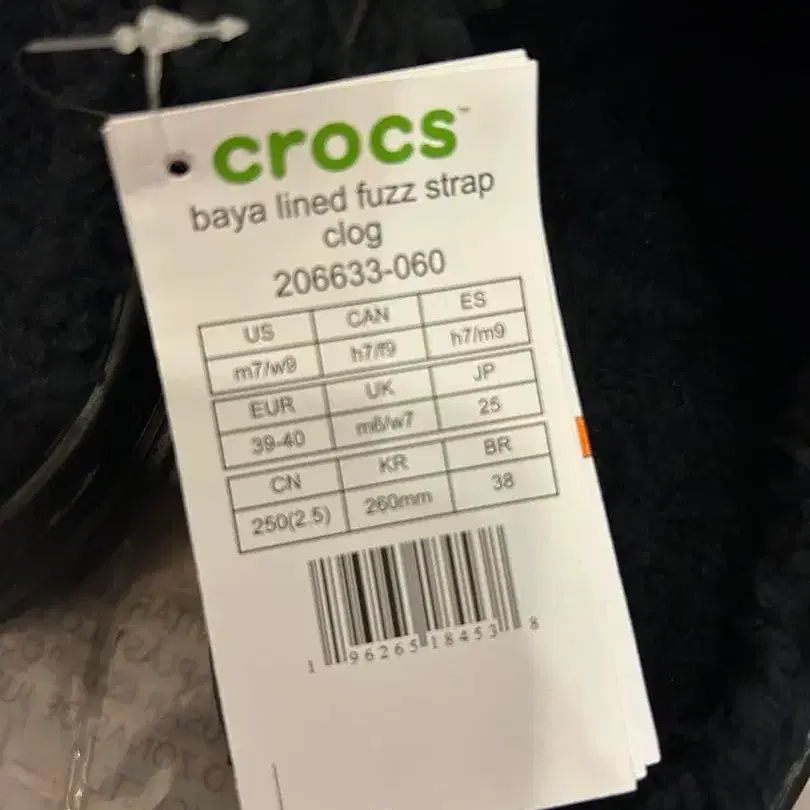 crocs™
baya lined fuzz strap
clog
206633-060
US CAN ES
m7/w9 h7/f9 h7/m9
EUR UK JP
39-40 m6/w7 25
CN KR BR
250(2.5) 260mm 38
1 96265 18453 8